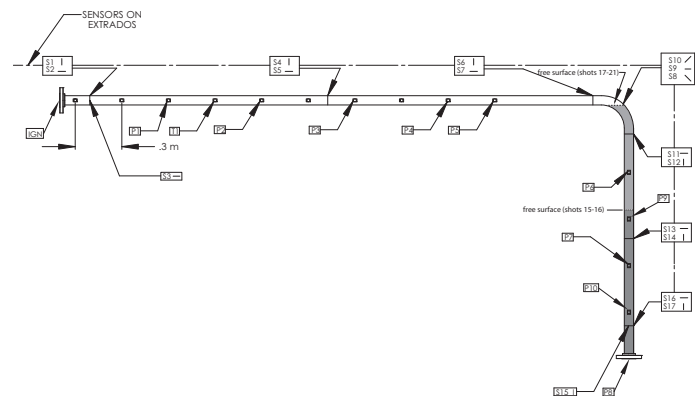 SENSORS ON
EXTRADOS
S1
S2
S4
S5
S6
S7
S10
S9
S8
free surface (shots 17-21)
IGN
P1
T1
P2
P3
P4
P5
.3 m
S3
S11
S12
P6
P9
free surface (shots 15-16)
S13
S14
P7
P10
S16
S17
S15
P8